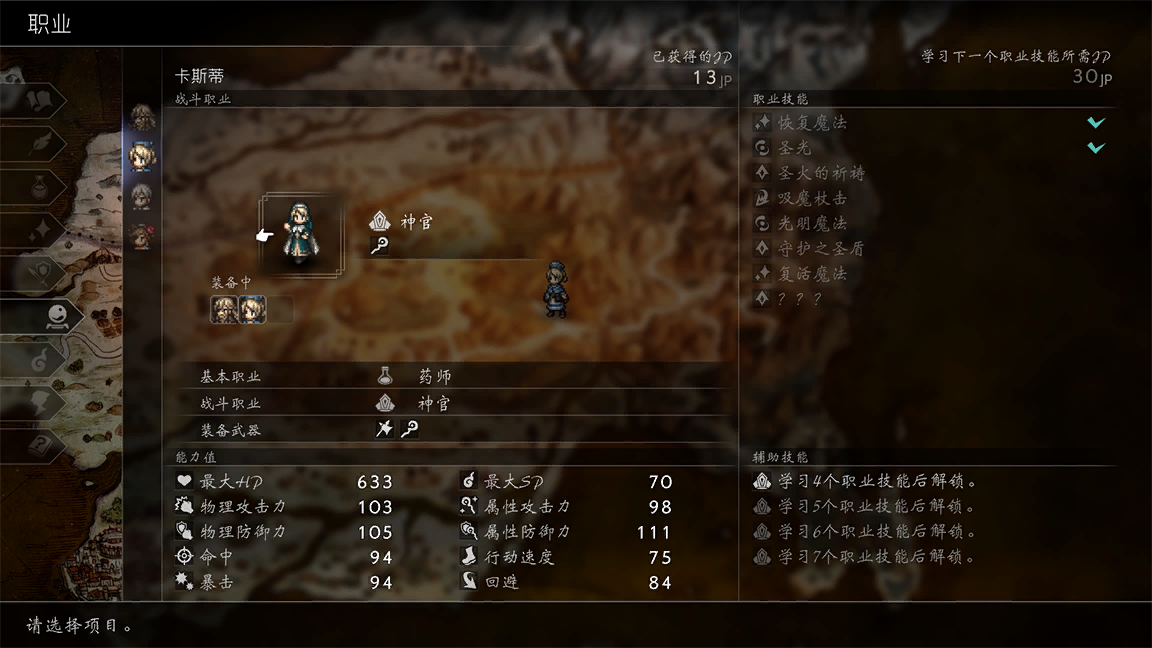 职业
已获得的JP
学习下一个职业技能所需JP
卡斯蒂
13JP
30JP
战斗职业
职业技能
恢复魔法
圣光
圣火的祈祷
吸魔杖击
光明魔法
守护之圣盾
复活魔法
？？？
神官
装备中
基本职业 药师
战斗职业 神官
装备武器
能力值
最大HP 633 最大SP 70
物理攻击力 103 属性攻击力 98
物理防御力 105 属性防御力 111
命中 94 行动速度 75
暴击 94 回避 84
辅助技能
学习4个职业技能后解锁。
学习5个职业技能后解锁。
学习6个职业技能后解锁。
学习7个职业技能后解锁。
请选择项目。